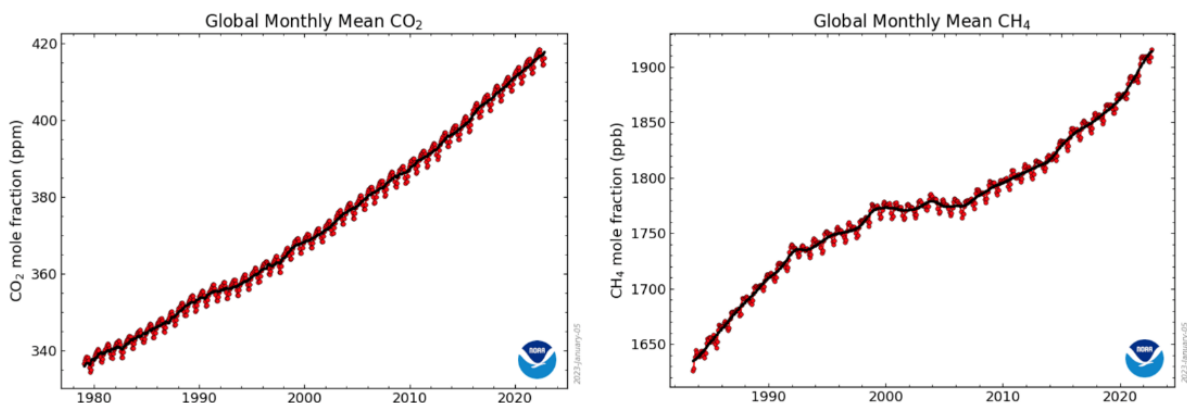 Global Monthly Mean CO₂
CO₂ mole fraction (ppm)
420
400
380
360
340
1980
1990
2000
2010
2020
NOAA
2023-January-05
Global Monthly Mean CH₄
CH₄ mole fraction (ppb)
1900
1850
1800
1750
1700
1650
1990
2000
2010
2020
NOAA
2023-January-05